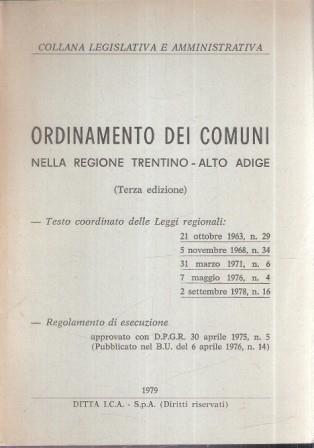 COLLANA LEGISLATIVA E AMMINISTRATIVA
ORDINAMENTO DEI COMUNI
NELLA REGIONE TRENTINO - ALTO ADIGE
(Terza edizione)
— Testo coordinato delle Leggi regionali:
21 ottobre 1963, n. 29
5 novembre 1968, n. 34
31 marzo 1971, n. 6
7 maggio 1976, n. 4
2 settembre 1978, n. 16
— Regolamento di esecuzione
approvato con D.P.G.R. 30 aprile 1975, n. 5
(Pubblicato nel B.U. del 6 aprile 1976, n. 14)
1979
DITTA I.C.A. - S.p.A. (Diritti riservati)